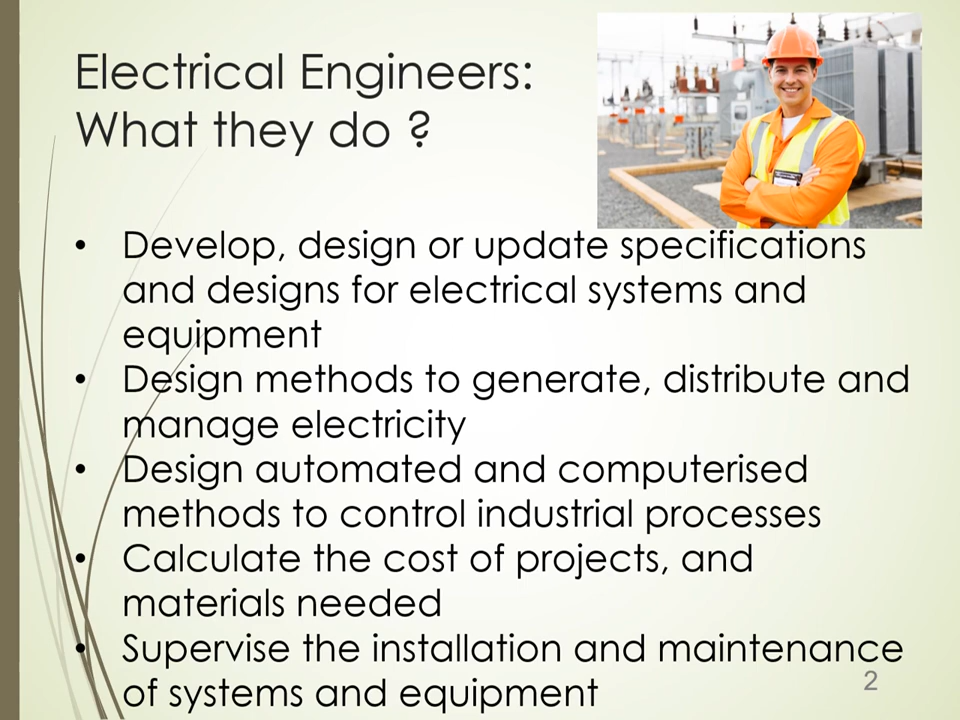 Electrical Engineers:
What they do ?
• Develop, design or update specifications
and designs for electrical systems and
equipment
• Design methods to generate, distribute and
manage electricity
• Design automated and computerised
methods to control industrial processes
• Calculate the cost of projects, and
materials needed
• Supervise the installation and maintenance
of systems and equipment
2